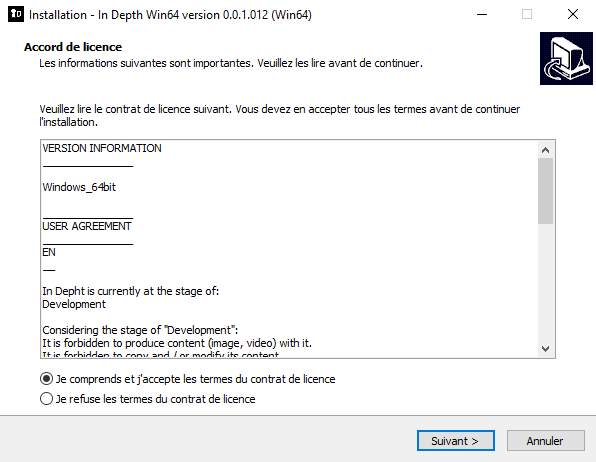 Installation - In Depth Win64 version 0.0.1.012 (Win64)
Accord de licence
Les informations suivantes sont importantes. Veuillez les lire avant de continuer.
Veuillez lire le contrat de licence suivant. Vous devez en accepter tous les termes avant de continuer
l'installation.
VERSION INFORMATION
Windows_64bit
USER AGREEMENT
EN
In Depht is currently at the stage of:
Development
Considering the stage of "Development":
It is forbidden to produce content (image, video) with it.
It is forbidden to copy and / or modify its content
Je comprends et j'accepte les termes du contrat de licence
Je refuse les termes du contrat de licence
Suivant >
Annuler